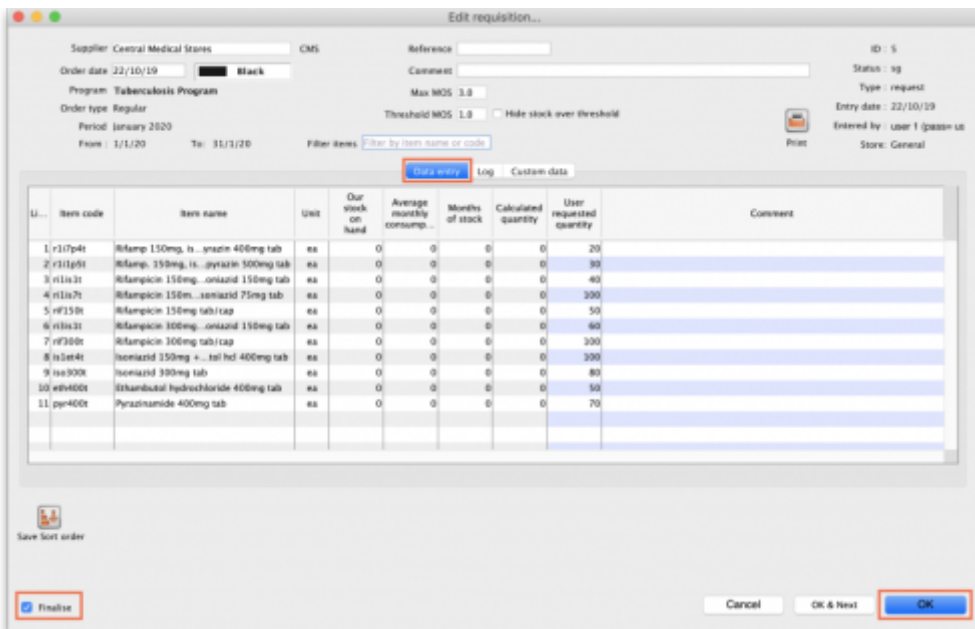 Edit requisition...
Supplier Central Medical Stores CMS Reference ID : 5
Order date 22/10/19 Black Comment Status : sg
Program Tuberculosis Program Max MOS 3.0 Type : request
Order type Regular Threshold MOS 1.0 Hide stock over threshold Entry date : 22/10/19
Period January 2020 Print Entered by : user 1 (pass= us
From : 1/1/20 To: 31/1/20 Filter items Filter by item name or code Store: General
Data entry Log Custom data
Li... Item code Item name Unit Our stock on hand Average monthly consump... Months of stock Calculated quantity User requested quantity Comment
1 r1i7p4t Rifamp 150mg, is...yrazin 400mg tab ea 0 0 0 0 20
2 r1i1p5t Rifamp. 150mg, is...pyrazin 500mg tab ea 0 0 0 0 30
3 ri1is1t Rifampicin 150mg...oniazid 150mg tab ea 0 0 0 0 40
4 ri1is7t Rifampicin 150m...soniazid 75mg tab ea 0 0 0 0 100
5 rif150t Rifampicin 150mg tab/cap ea 0 0 0 0 50
6 ri3is1t Rifampicin 300mg...oniazid 150mg tab ea 0 0 0 0 60
7 rif300t Rifampicin 300mg tab/cap ea 0 0 0 0 100
8 is1et4t Isoniazid 150mg +...tol hcl 400mg tab ea 0 0 0 0 100
9 iso300t Isoniazid 300mg tab ea 0 0 0 0 80
10 eth400t Ethambutol hydrochloride 400mg tab ea 0 0 0 0 50
11 pyr400t Pyrazinamide 400mg tab ea 0 0 0 0 70
Save Sort order
Finalise Cancel OK & Next OK